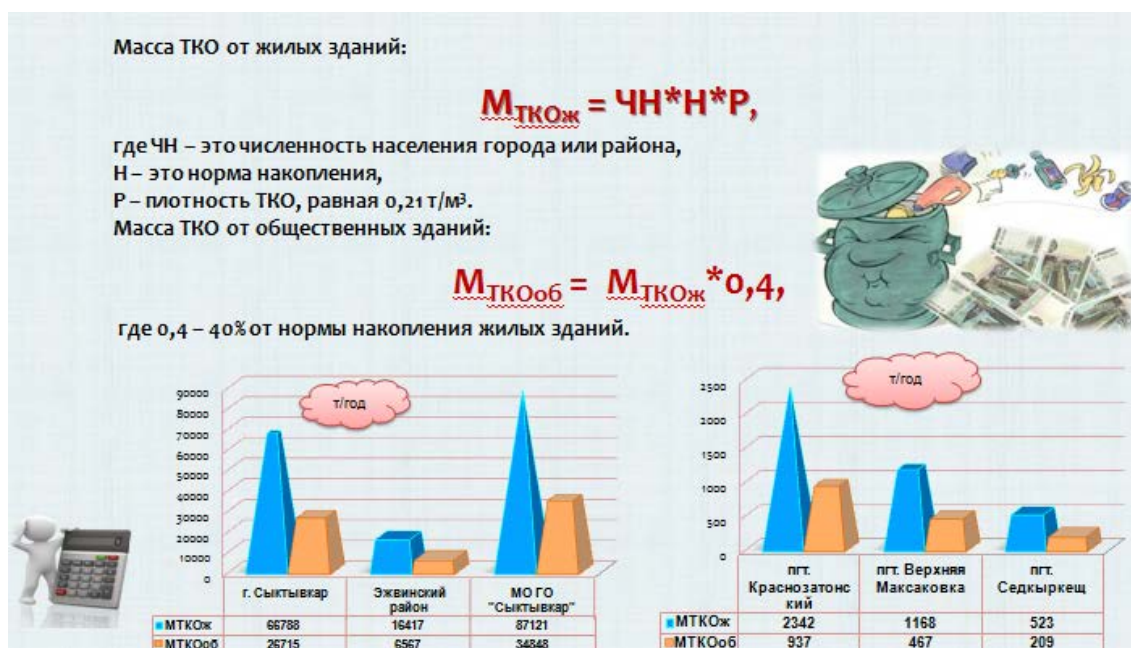 Масса ТКО от жилых зданий:
МТКОж = ЧН*Н*Р,
где ЧН – это численность населения города или района,
Н – это норма накопления,
Р – плотность ТКО, равная 0,21 т/м³.
Масса ТКО от общественных зданий:
МТКОоб = МТКОж*0,4,
где 0,4 – 40% от нормы накопления жилых зданий.
т/год
90000
80000
70000
60000
50000
40000
30000
20000
10000
0
г. Сыктывкар
Эжвинский
район
МО ГО
"Сыктывкар"
МТКОж 66788 16417 87121
МТКОоб 26715 6567 34848
т/год
2500
2000
1500
1000
500
0
пгт.
Краснозатонс
кий
пгт. Верхняя
Максаковка
пгт.
Седкыркещ
МТКОж 2342 1168 523
МТКОоб 937 467 209